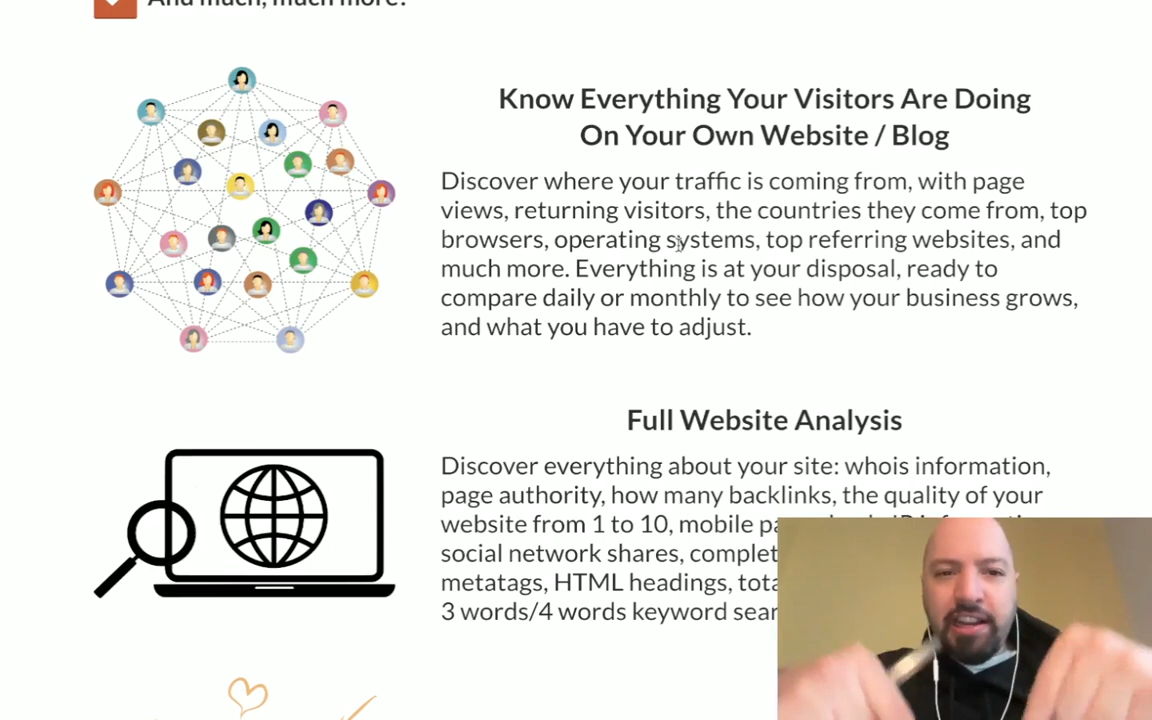 And much, much more!
Know Everything Your Visitors Are Doing
On Your Own Website / Blog
Discover where your traffic is coming from, with page
views, returning visitors, the countries they come from, top
browsers, operating systems, top referring websites, and
much more. Everything is at your disposal, ready to
compare daily or monthly to see how your business grows,
and what you have to adjust.
Full Website Analysis
Discover everything about your site: whois information,
page authority, how many backlinks, the quality of your
website from 1 to 10, mobile
social network shares,
metatags, HTML headings,
3 words/4 words keyword